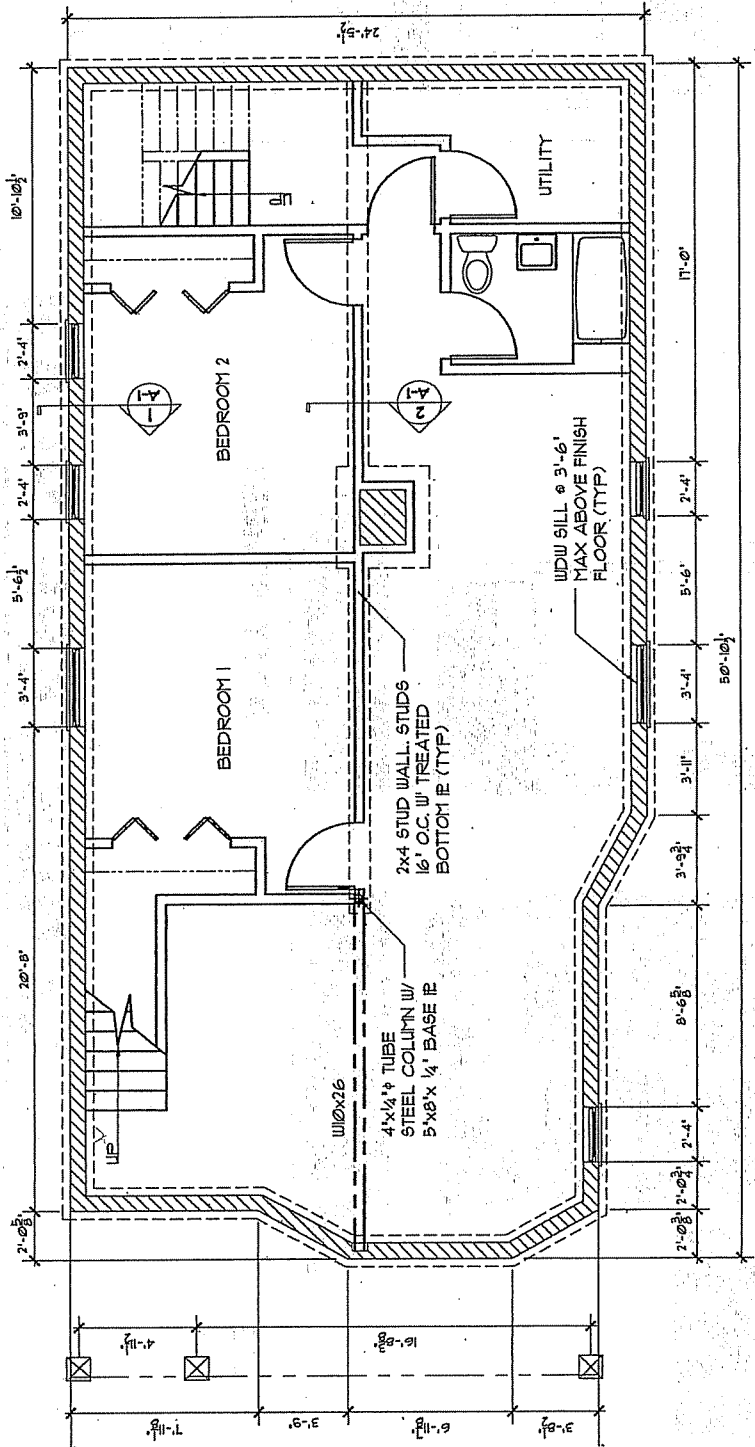 24'-5½"
10'-10½"
2'-4"
3'-9"
2'-4"
5'-6½"
3'-4"
20'-8"
2'-0⅝"
UP
BEDROOM 2
1
A-1
2
A-1
UTILITY
BEDROOM 1
UP
2x4 STUD WALL. STUDS
16" O.C. W/ TREATED
BOTTOM PL (TYP)
WDW SILL @ 3'-6"
MAX ABOVE FINISH
FLOOR (TYP)
W10x26
4"x¼"φ TUBE
STEEL COLUMN W/
5"x8"x ¼" BASE PL
17'-0"
2'-4"
5'-6"
3'-4"
3'-11"
3'-9¾"
8'-6⅝"
2'-4"
2'-0¾"
2'-0⅜"
50'-10½"
4'-11½"
16'-8⅜"
7'-11⅛"
3'-9"
6'-11⅞"
3'-8½"